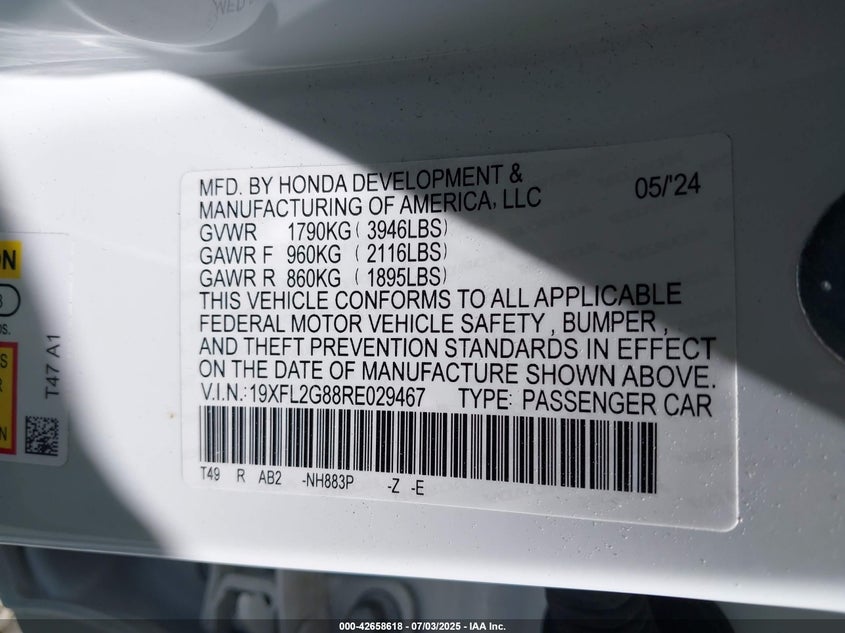 WED
MFD. BY HONDA DEVELOPMENT &
MANUFACTURING OF AMERICA, LLC
05/'24
GVWR 1790KG ( 3946LBS)
GAWR F 960KG ( 2116LBS)
GAWR R 860KG ( 1895LBS)
THIS VEHICLE CONFORMS TO ALL APPLICABLE
FEDERAL MOTOR VEHICLE SAFETY , BUMPER ,
AND THEFT PREVENTION STANDARDS IN EFFECT
ON THE DATE OF MANUFACTURE SHOWN ABOVE.
V.I.N.: 19XFL2G88RE029467 TYPE: PASSENGER CAR
T49 R AB2 -NH883P -Z -E
T47 A1
000-42658618 - 07/03/2025 - IAA Inc.